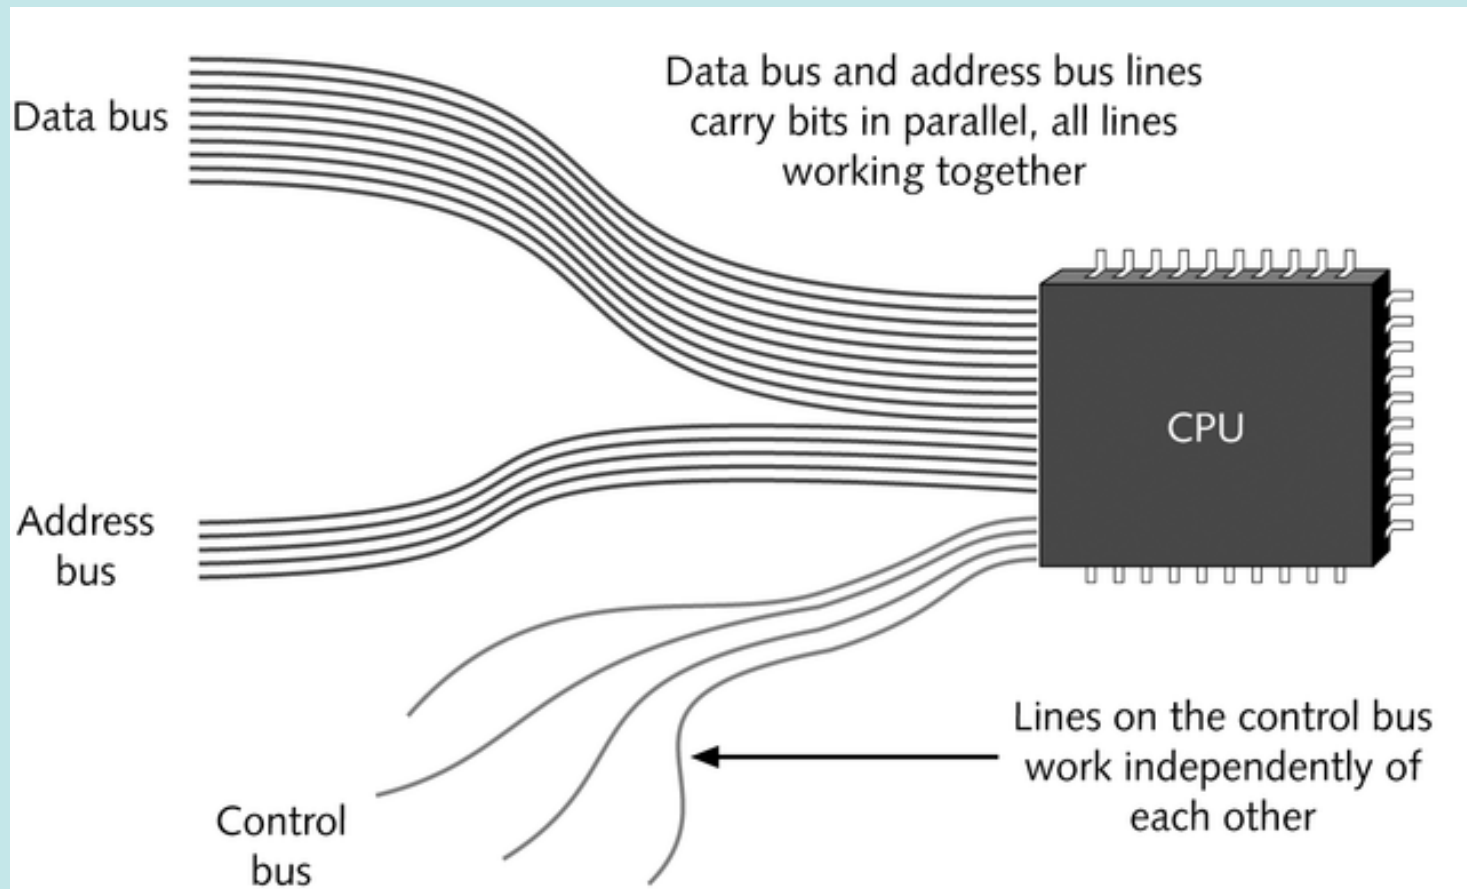 Data bus and address bus lines
carry bits in parallel, all lines
working together
Data bus
CPU
Address
bus
Lines on the control bus
work independently of
each other
Control
bus